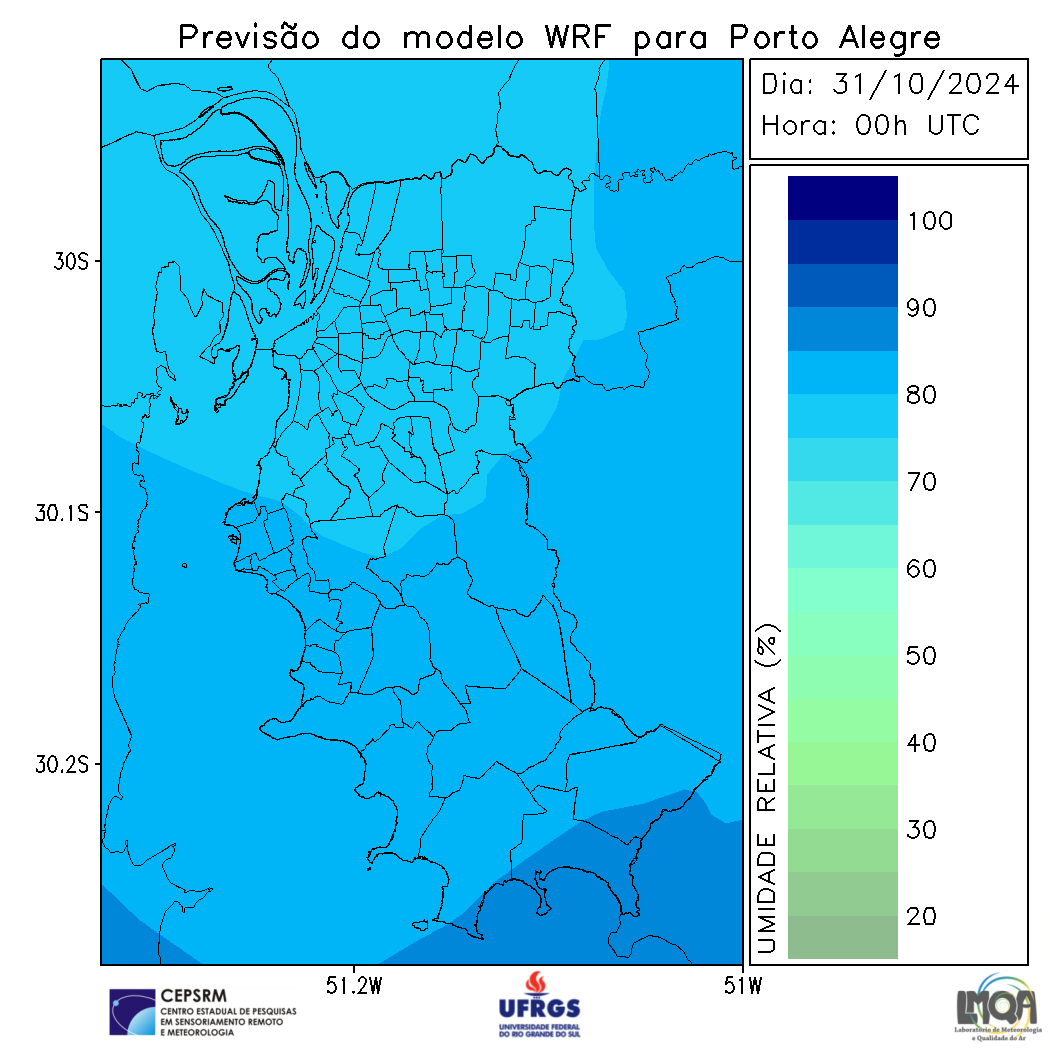 Previsão do modelo WRF para Porto Alegre
Dia: 31/10/2024
Hora: 00h UTC
100
90
80
70
60
50
40
30
20
UMIDADE RELATIVA (%)
30S
30.1S
30.2S
51.2W
51W
CEPSRM
CENTRO ESTADUAL DE PESQUISAS
EM SENSORIAMENTO REMOTO
E METEOROLOGIA
UFRGS
UNIVERSIDADE FEDERAL
DO RIO GRANDE DO SUL
LMQA
Laboratório de Meteorologia
e Qualidade do Ar